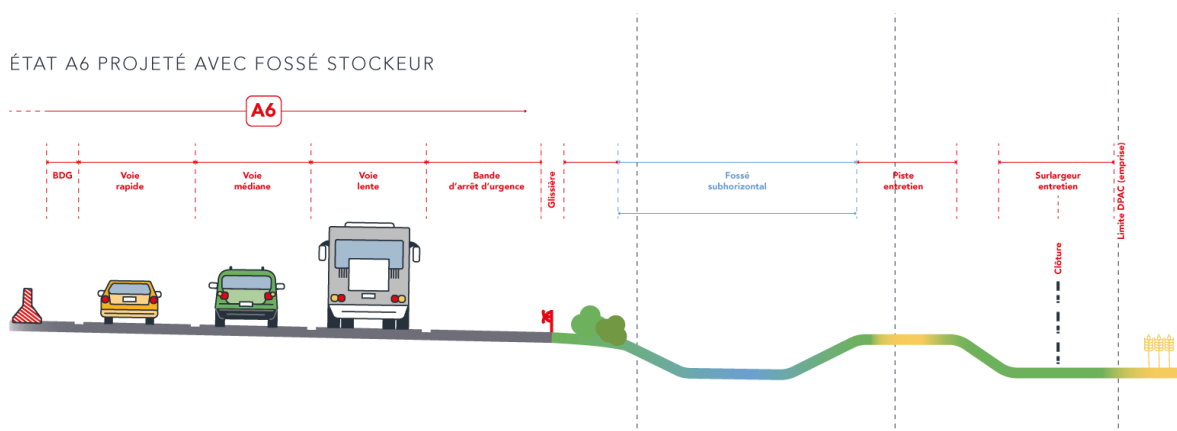 ÉTAT A6 PROJETÉ AVEC FOSSÉ STOCKEUR
A6
BDG
Voie
rapide
Voie
médiane
Voie
lente
Bande
d'arrêt d'urgence
Glissière
Fossé
subhorizontal
Piste
entretien
Surlargeur
entretien
Limite DPAC (emprise)
Clôture